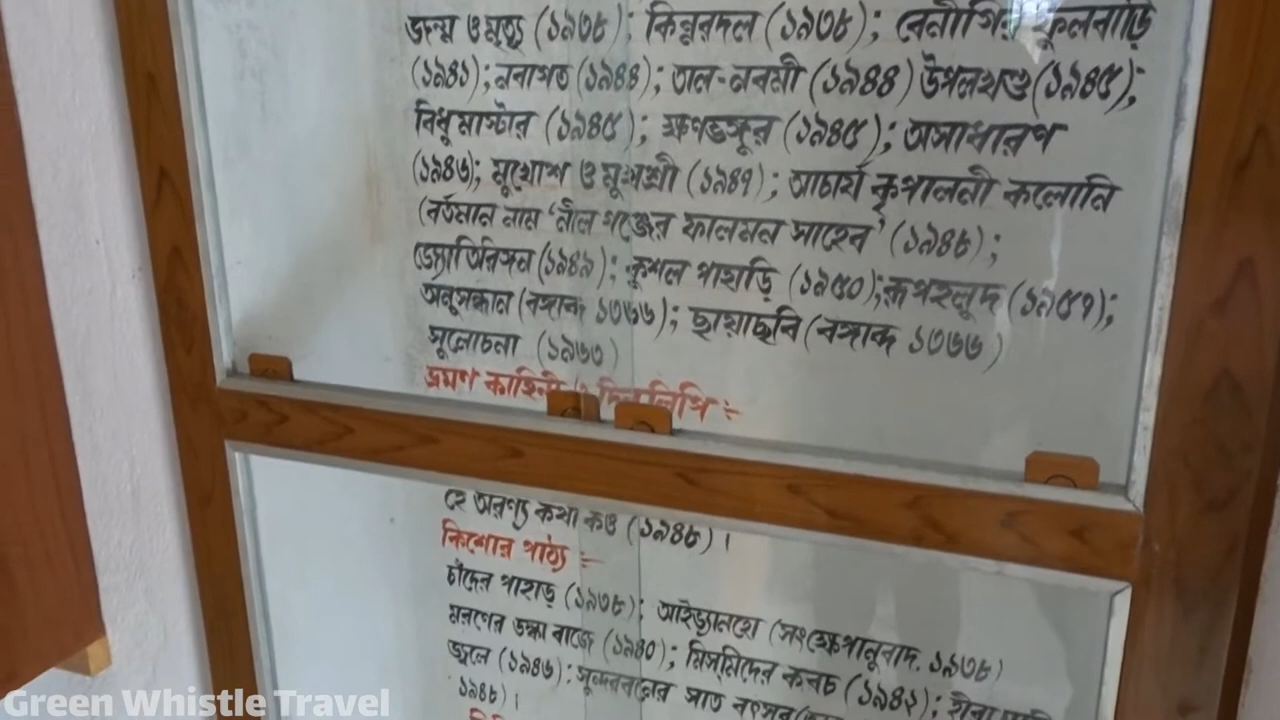 জন্ম ও মৃত্যু (১৯৩৮); কিন্নরদল (১৯৩৮); বেনীগির ফুলবাড়ি
(১৯৪১); নবাগত (১৯৪৪); তাল-নবমী (১৯৪৪) উপলখণ্ড (১৯৪৫);
বিধুমাস্টার (১৯৪৫); ক্ষণভঙ্গুর (১৯৪৫); অসাধারণ
(১৯৪৬); মুখোশ ও মুখশ্রী (১৯৪৭); আচার্য কৃপালনী কলোনি
(বর্তমান নাম 'নীল গঞ্জের ফালমন সাহেব' (১৯৪৮);
জ্যোতিরিঙ্গন (১৯৪৯); কুশল পাহাড়ি (১৯৫০); রূপহলুদ (১৯৫৭);
অনুসন্ধান (বঙ্গাব্দ ১৩৬৬); ছায়াছবি (বঙ্গাব্দ ১৩৬৬)
সুলোচনা (১৯৬৩)
ভ্রমণ কাহিনী ও দিনলিপি :-
হে অরণ্য কথা কও (১৯৪৮)।
কিশোর পাঠ্য :-
চাঁদের পাহাড় (১৯৩৮); আইভ্যানহো (সংক্ষেপানুবাদ. ১৯৩৮)
মরণের ডঙ্কা বাজে (১৯৪০); মিস্‌মিদের কবচ (১৯৪২); হীরা
জ্বলে (১৯৪৬); সুন্দরবনের সাত বৎসর
১৯৪৮)।
Green Whistle Travel